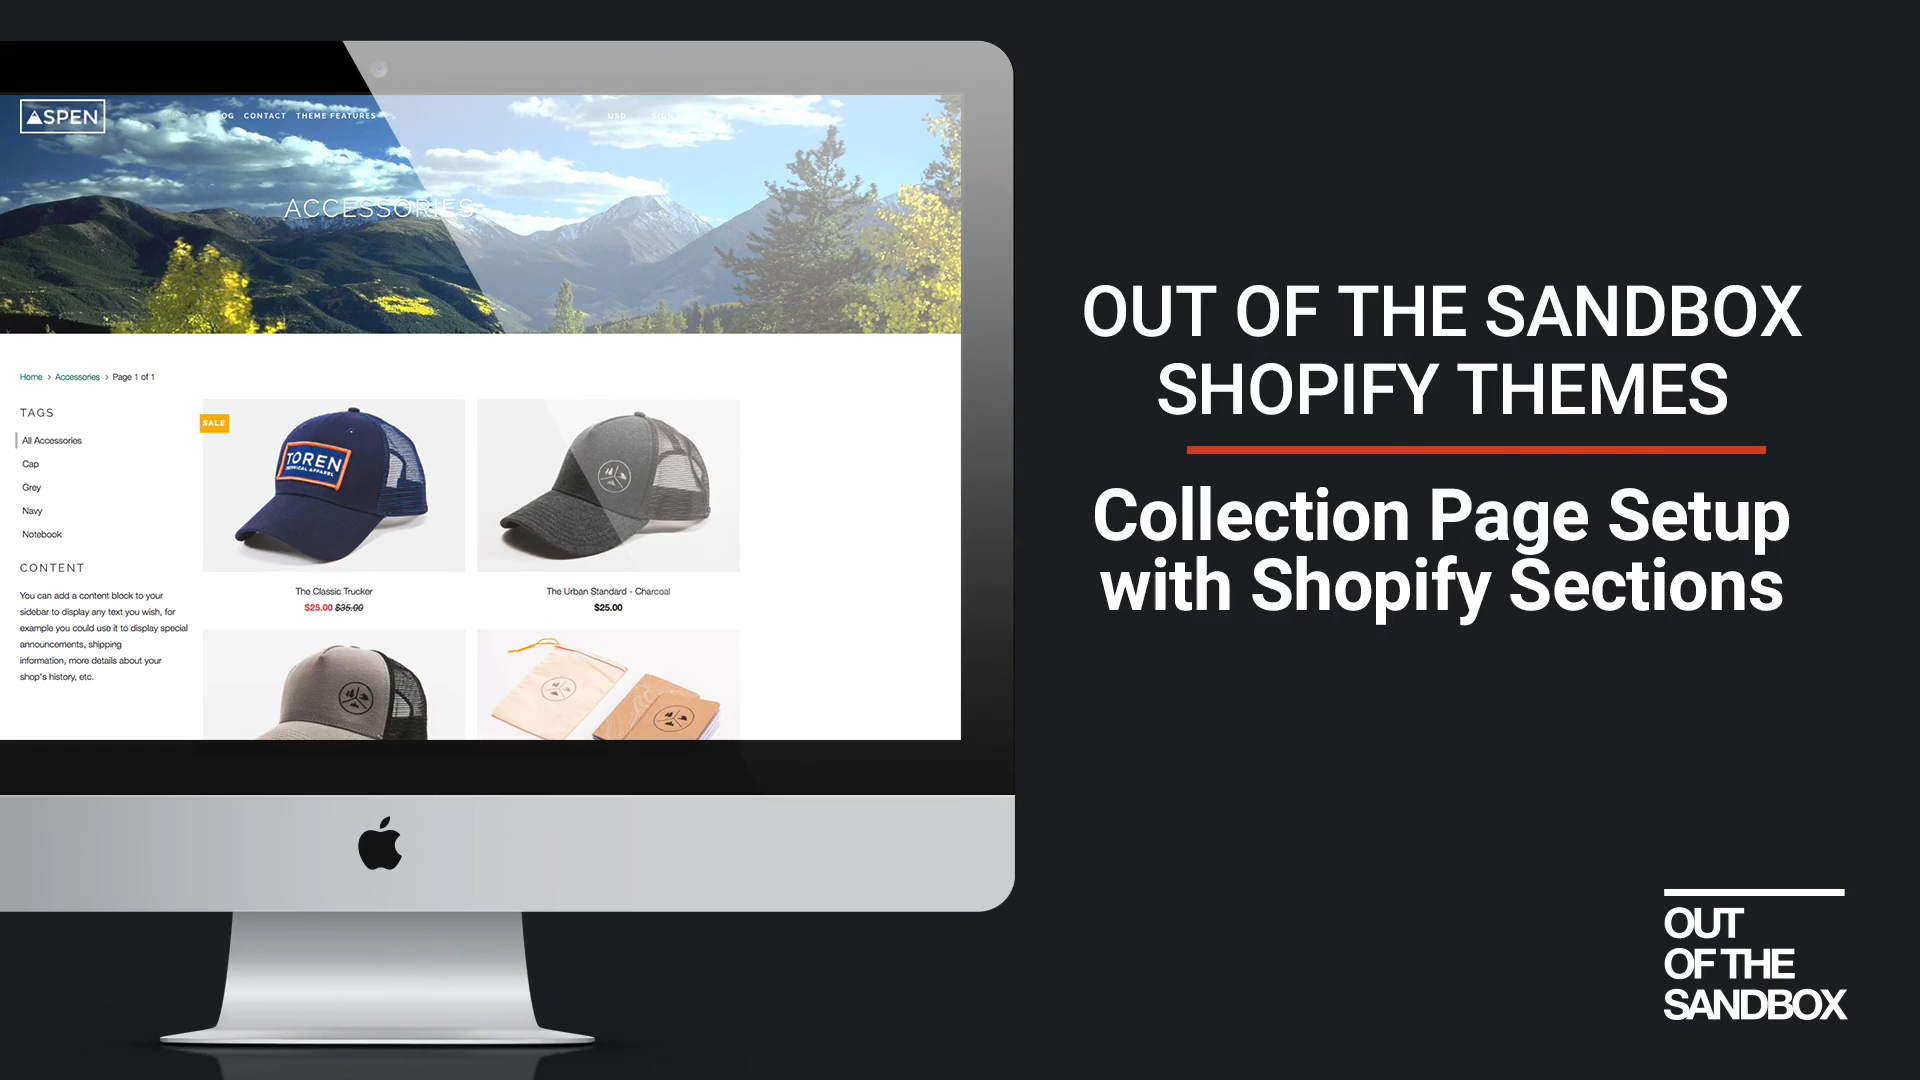 ASPEN
CONTACT THEME FEATURES
USD
ACCESSORIES
Home > Accessories > Page 1 of 1
TAGS
All Accessories
Cap
Grey
Navy
Notebook
CONTENT
You can add a content block to your
sidebar to display any text you wish, for
example you could use it to display special
announcements, shipping
information, more details about your
shop's history, etc.
SALE
TOREN
TECHNICAL APPAREL
The Classic Trucker
$25.00 $35.00
The Urban Standard - Charcoal
$25.00
OUT OF THE SANDBOX
SHOPIFY THEMES
Collection Page Setup
with Shopify Sections
OUT
OF THE
SANDBOX